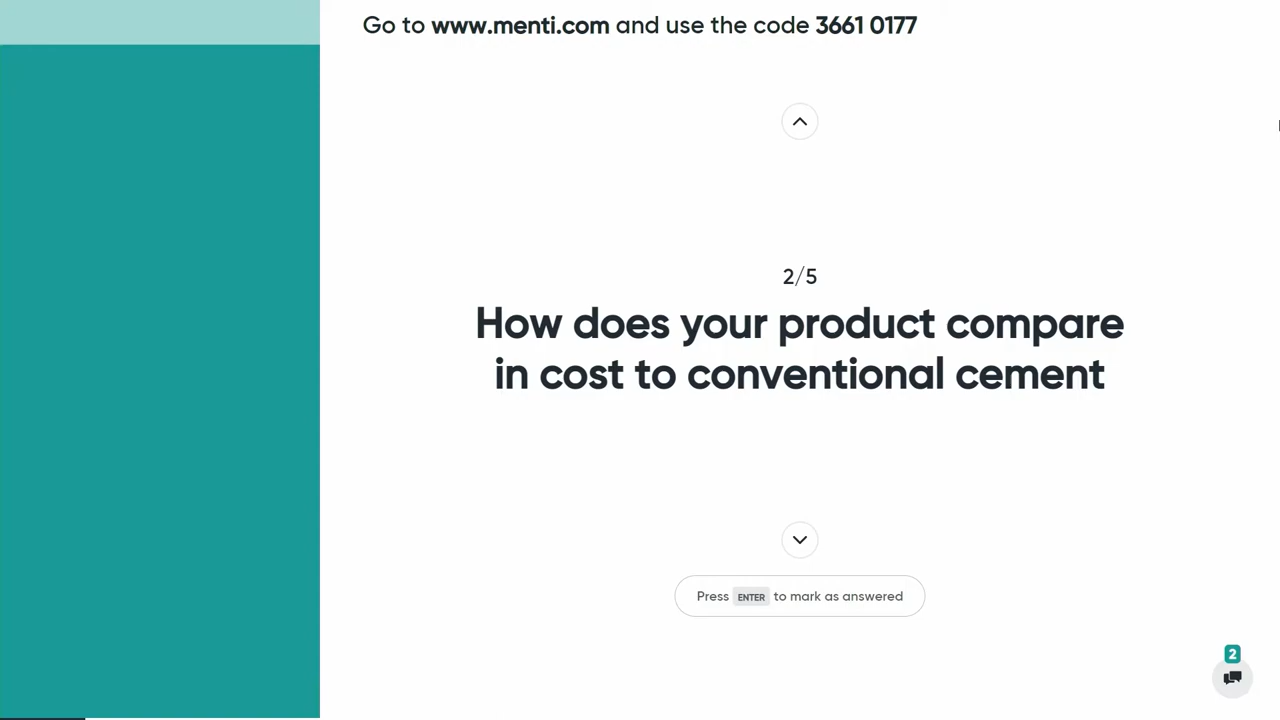 Go to www.menti.com and use the code 3661 0177
2/5
How does your product compare
in cost to conventional cement
Press ENTER to mark as answered
2